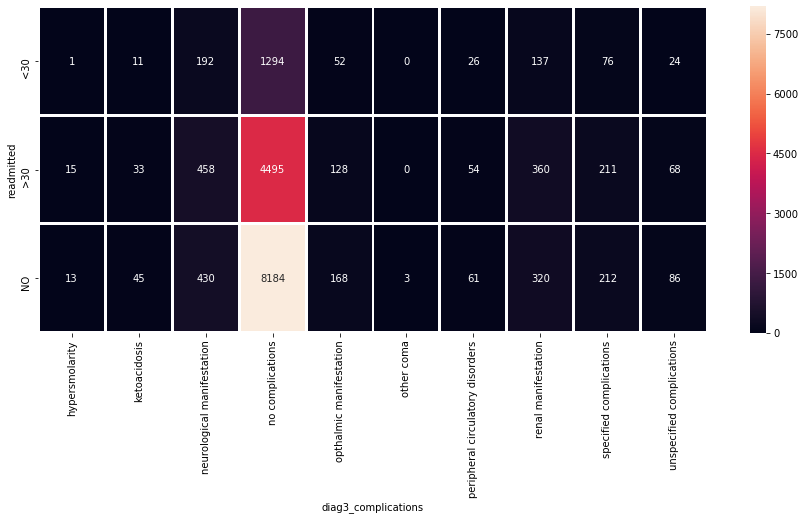 <30
1 11 192 1294 52 0 26 137 76 24
readmitted
>30
15 33 458 4495 128 0 54 360 211 68
NO
13 45 430 8184 168 3 61 320 212 86
hypersmolarity
ketoacidosis
neurological manifestation
no complications
opthalmic manifestation
other coma
peripheral circulatory disorders
renal manifestation
specified complications
unspecified complications
diag3_complications
7500
6000
4500
3000
1500
0